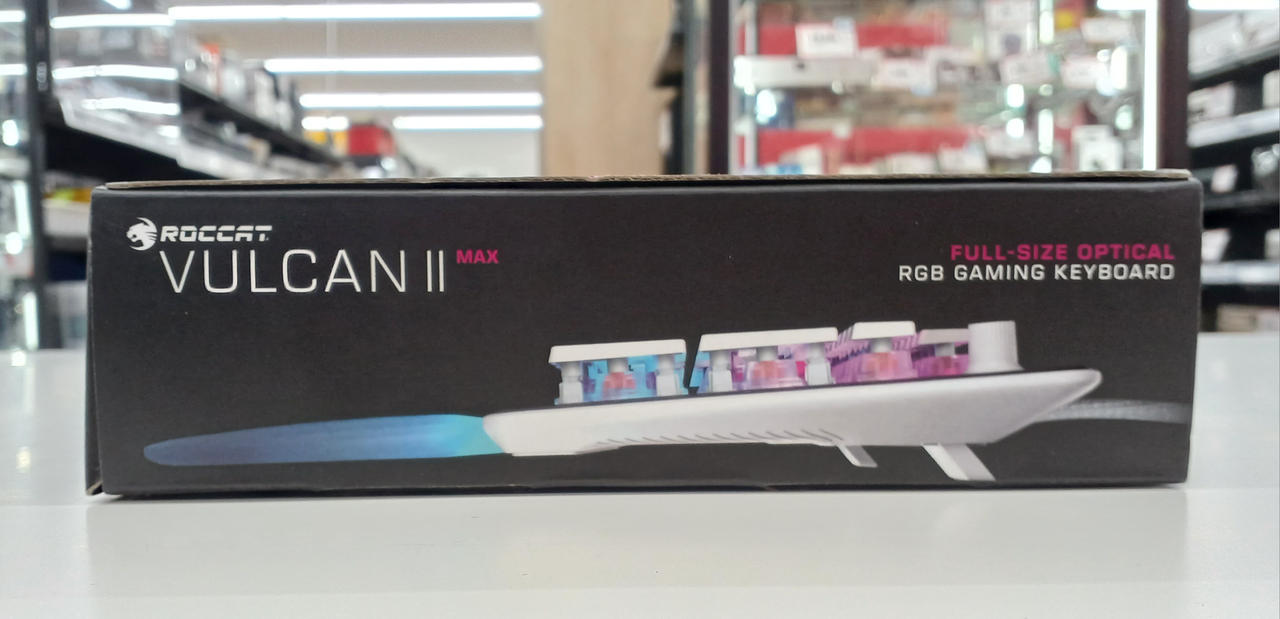 ROCCAT
VULCAN II MAX
FULL-SIZE OPTICAL
RGB GAMING KEYBOARD